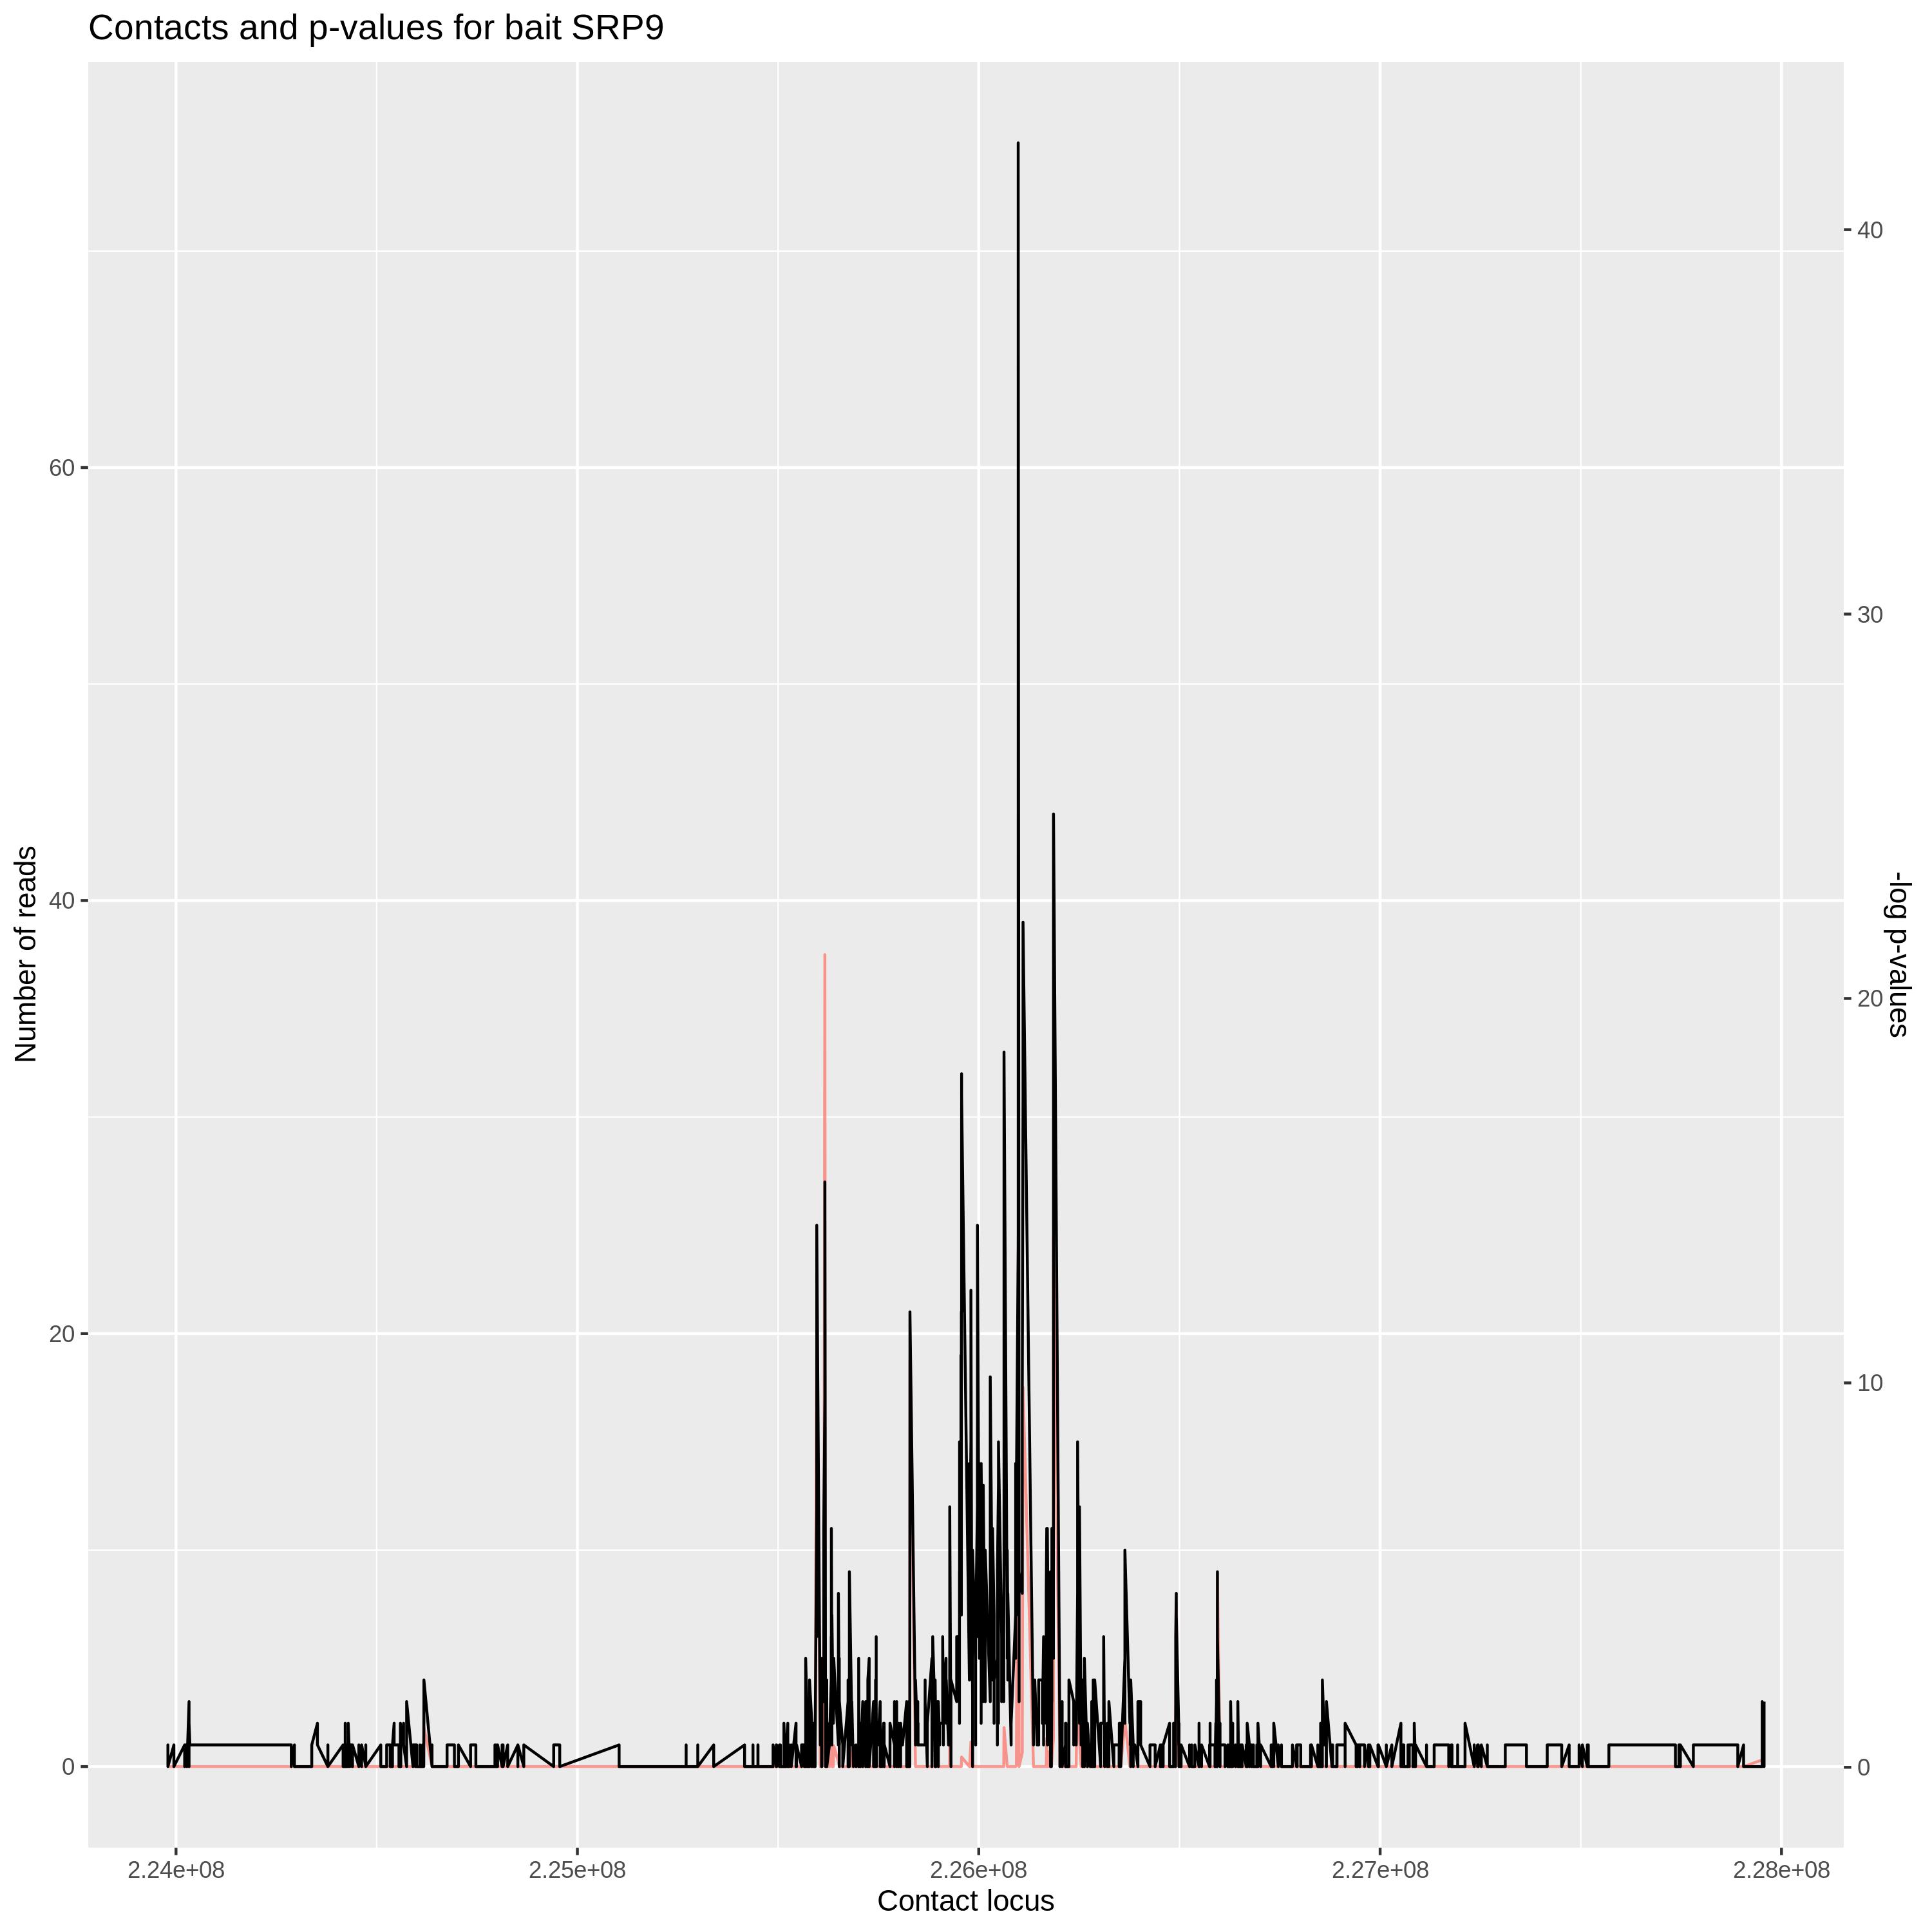 Contacts and p-values for bait SRP9
Number of reads
60
40
20
0
40
30
20
10
0
-log p-values
2.24e+08
2.25e+08
2.26e+08
2.27e+08
2.28e+08
Contact locus